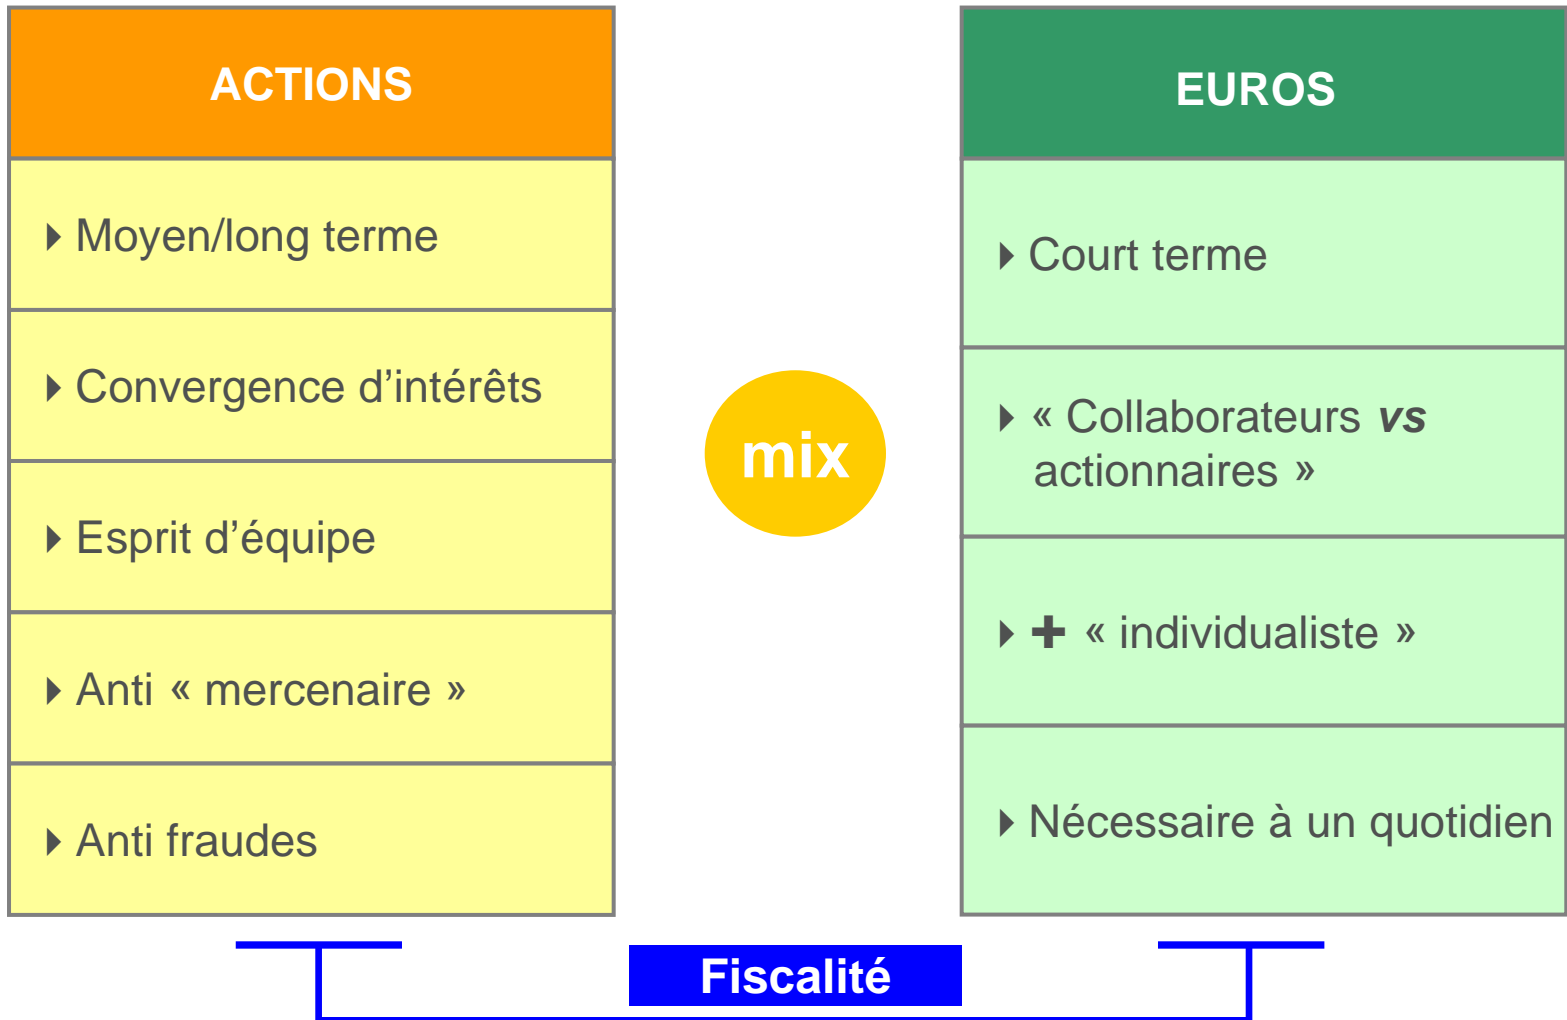 ACTIONS
Moyen/long terme
Convergence d’intérêts
Esprit d’équipe
Anti « mercenaire »
Anti fraudes
mix
EUROS
Court terme
« Collaborateurs vs
actionnaires »
+ « individualiste »
Nécessaire à un quotidien
Fiscalité